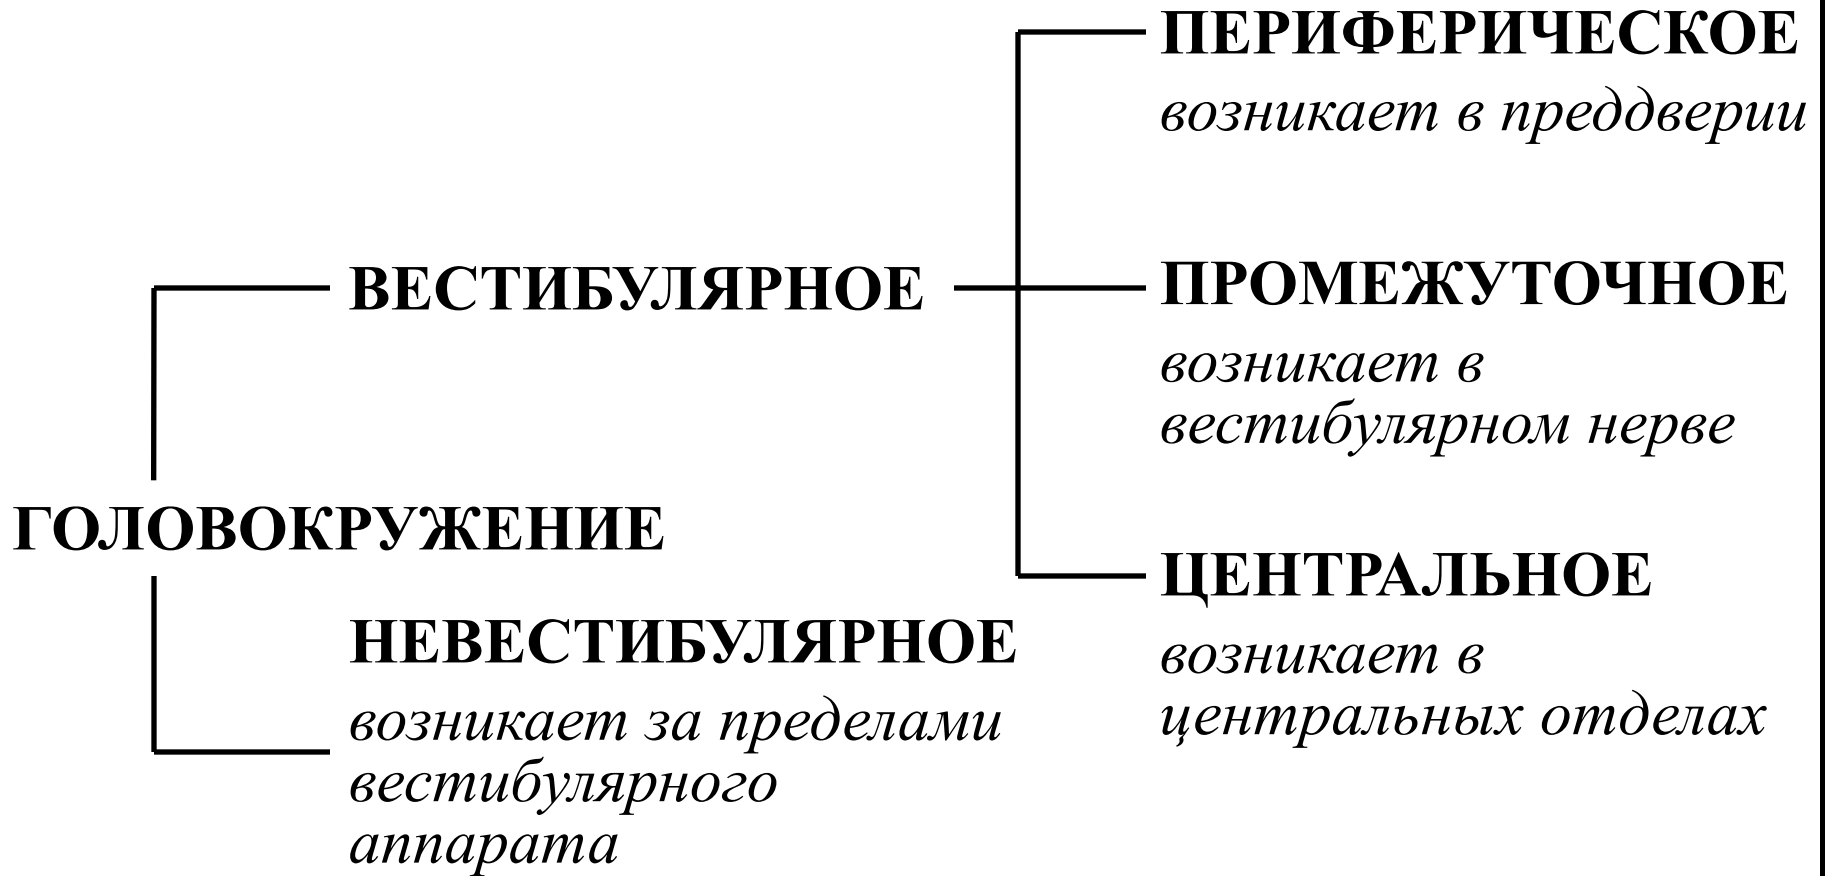 ГОЛОВОКРУЖЕНИЕ
ВЕСТИБУЛЯРНОЕ
ПЕРИФЕРИЧЕСКОЕ
возникает в преддверии
ПРОМЕЖУТОЧНОЕ
возникает в
вестибулярном нерве
ЦЕНТРАЛЬНОЕ
возникает в
центральных отделах
НЕВЕСТИБУЛЯРНОЕ
возникает за пределами
вестибулярного
аппарата